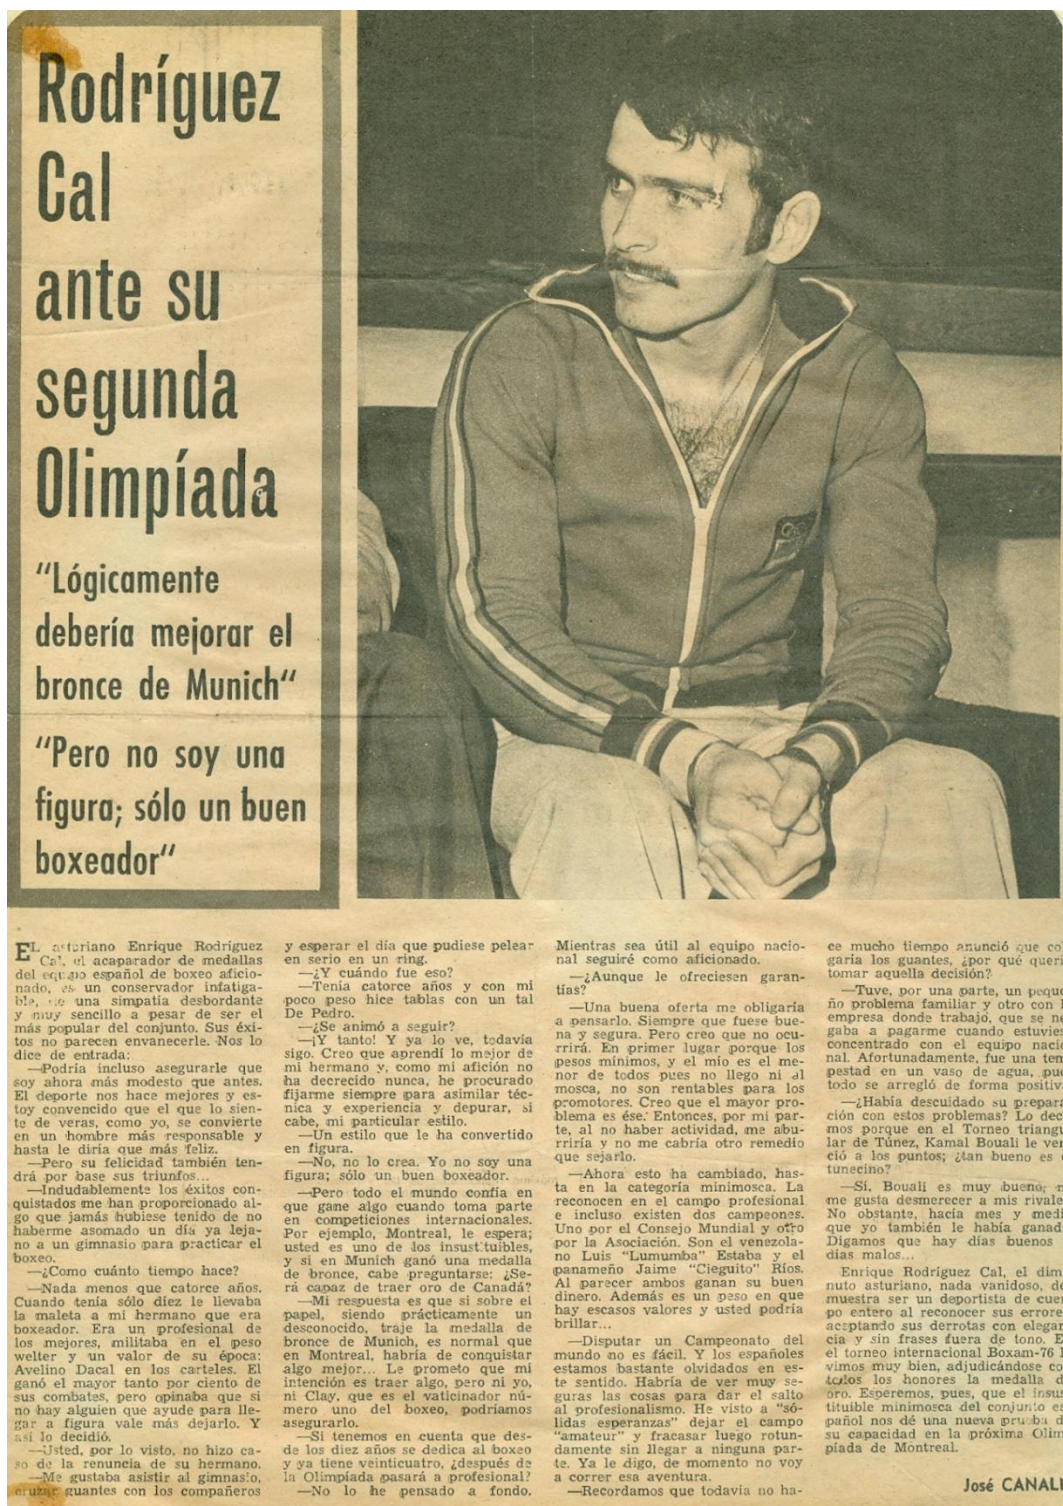 Rodríguez
Cal
ante su
segunda
Olimpíada
“Lógicamente
debería mejorar el
bronce de Munich“
“Pero no soy una
figura; sólo un buen
boxeador“
EL asturiano Enrique Rodríguez
Cal, el acaparador de medallas
del equipo español de boxeo aficio-
nado, es un conservador infatiga-
ble, de una simpatía desbordante
y muy sencillo a pesar de ser el
más popular del conjunto. Sus éxi-
tos no parecen envanecerle. Nos lo
dice de entrada:
—Podría incluso asegurarle que
soy ahora más modesto que antes.
El deporte nos hace mejores y es-
toy convencido que el que lo sien-
te de veras, como yo, se convierte
en un hombre más responsable y
hasta le diría que más feliz.
—Pero su felicidad también ten-
drá por base sus triunfos...
—Indudablemente los éxitos con-
quistados me han proporcionado al-
go que jamás hubiese tenido de no
haberme asomado un día ya leja-
no a un gimnasio para practicar el
boxeo.
—¿Como cuánto tiempo hace?
—Nada menos que catorce años.
Cuando tenía sólo diez le llevaba
la maleta a mi hermano que era
boxeador. Era un profesional de
los mejores, militaba en el peso
welter y un valor de su época:
Avelino Dacal en los carteles. El
ganó el mayor tanto por ciento de
sus combates, pero opinaba que si
no hay alguien que ayude para lle-
gar a figura vale más dejarlo. Y
así lo decidió.
—Usted, por lo visto, no hizo ca-
so de la renuncia de su hermano.
—Me gustaba asistir al gimnasio,
cruzar guantes con los compañeros
y esperar el día que pudiese pelear
en serio en un ring.
—¿Y cuándo fue eso?
—Tenía catorce años y con mi
poco peso hice tablas con un tal
De Pedro.
—¿Se animó a seguir?
—¡Y tanto! Y ya lo ve, todavía
sigo. Creo que aprendí lo mejor de
mi hermano y, como mi afición no
ha decrecido nunca, he procurado
fijarme siempre para asimilar téc-
nica y experiencia y depurar, si
cabe, mi particular estilo.
—Un estilo que le ha convertido
en figura.
—No, no lo crea. Yo no soy una
figura; sólo un buen boxeador.
—Pero todo el mundo confía en
que gane algo cuando toma parte
en competiciones internacionales.
Por ejemplo, Montreal, le espera;
usted es uno de los insustituibles,
y si en Munich ganó una medalla
de bronce, cabe preguntarse: ¿Se-
rá capaz de traer oro de Canadá?
—Mi respuesta es que si sobre el
papel, siendo prácticamente un
desconocido, traje la medalla de
bronce de Munich, es normal que
en Montreal, habría de conquistar
algo mejor... Le prometo que mi
intención es traer algo, pero ni yo,
ni Clay, que es el vaticinador nú-
mero uno del boxeo, podríamos
asegurarlo.
—Si tenemos en cuenta que des-
de los diez años se dedica al boxeo
y ya tiene veinticuatro, ¿después de
la Olimpíada pasará a profesional?
—No lo he pensado a fondo.
Mientras sea útil al equipo nacio-
nal seguiré como aficionado.
—¿Aunque le ofreciesen garan-
tías?
—Una buena oferta me obligaría
a pensarlo. Siempre que fuese bue-
na y segura. Pero creo que no ocu-
rrirá. En primer lugar porque los
pesos mínimos, y el mío es el me-
nor de todos pues no llego ni al
mosca, no son rentables para los
promotores. Creo que el mayor pro-
blema es ése. Entonces, por mi par-
te, al no haber actividad, me abu-
rriría y no me cabría otro remedio
que sejarlo.
—Ahora esto ha cambiado, has-
ta en la categoría minimosca. La
reconocen en el campo profesional
e incluso existen dos campeones.
Uno por el Consejo Mundial y otro
por la Asociación. Son el venezola-
no Luis “Lumumba” Estaba y el
panameño Jaime “Cieguito” Ríos.
Al parecer ambos ganan su buen
dinero. Además es un peso en que
hay escasos valores y usted podría
brillar...
—Disputar un Campeonato del
mundo no es fácil. Y los españoles
estamos bastante olvidados en es-
te sentido. Habría de ver muy se-
guras las cosas para dar el salto
al profesionalismo. He visto a “só-
lidas esperanzas” dejar el campo
“amateur” y fracasar luego rotun-
damente sin llegar a ninguna par-
te. Ya le digo, de momento no voy
a correr esa aventura.
—Recordamos que todavía no ha-
ce mucho tiempo anunció que col
garía los guantes, ¿por qué querí
tomar aquella decisión?
—Tuve, por una parte, un peque
ño problema familiar y otro con l
empresa donde trabajo, que se ne
gaba a pagarme cuando estuvies
concentrado con el equipo nacio
nal. Afortunadamente, fue una tem
pestad en un vaso de agua, pue
todo se arregló de forma positiv
—¿Había descuidado su prepara
ción con estos problemas? Lo deci
mos porque en el Torneo triangu
lar de Túnez, Kamal Bouali le ven
ció a los puntos; ¿tan bueno es e
tunecino?
—Sí, Bouali es muy bueno; n
me gusta desmerecer a mis rivale
No obstante, hacía mes y medi
que yo también le había ganad
Digamos que hay días buenos
días malos...
Enrique Rodríguez Cal, el dimi
nuto asturiano, nada vanidoso, de
muestra ser un deportista de cuer
po entero al reconocer sus errore
aceptando sus derrotas con elegan
cia y sin frases fuera de tono. E
el torneo internacional Boxam-76 l
vimos muy bien, adjudicándose co
todos los honores la medalla d
oro. Esperemos, pues, que el insus
tituible minimosca del conjunto es
pañol nos dé una nueva prueba d
su capacidad en la próxima Olim
píada de Montreal.
José CANAL